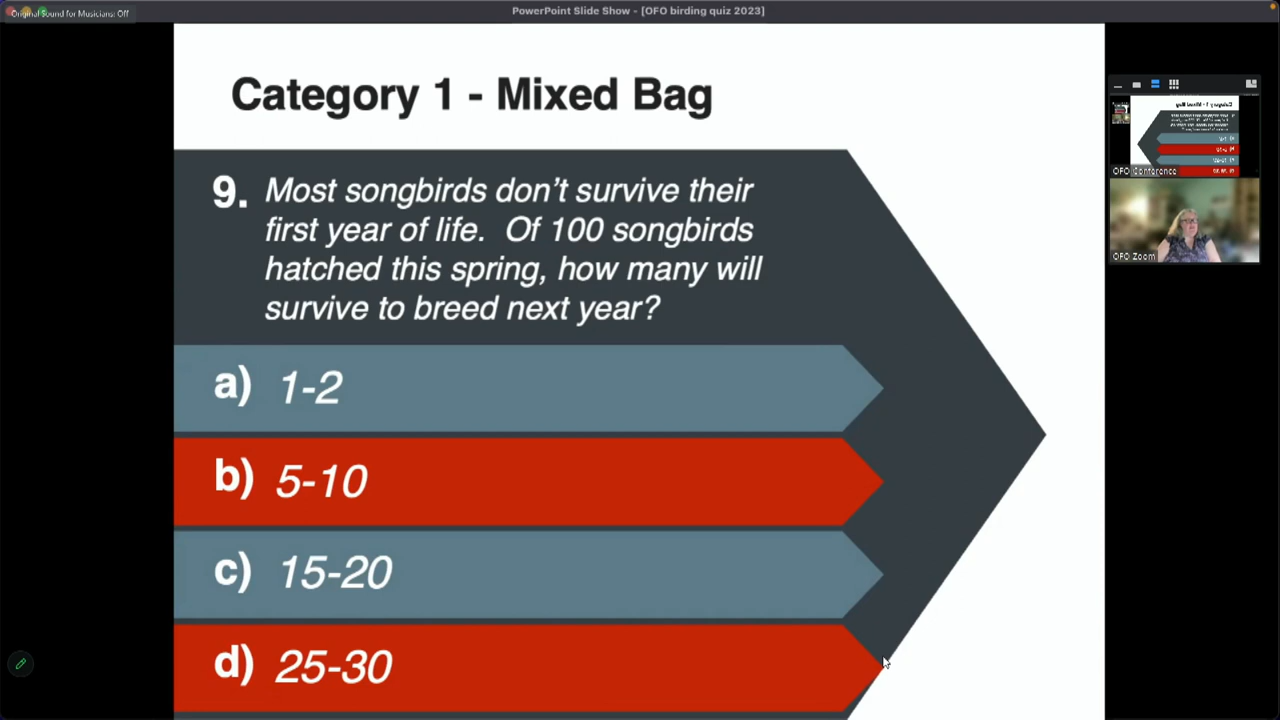 Original Sound for Musicians: Off
PowerPoint Slide Show - [OFO birding quiz 2023]
Category 1 - Mixed Bag
9. Most songbirds don't survive their
first year of life. Of 100 songbirds
hatched this spring, how many will
survive to breed next year?
a) 1-2
b) 5-10
c) 15-20
d) 25-30
OFO Conference
OFO Zoom